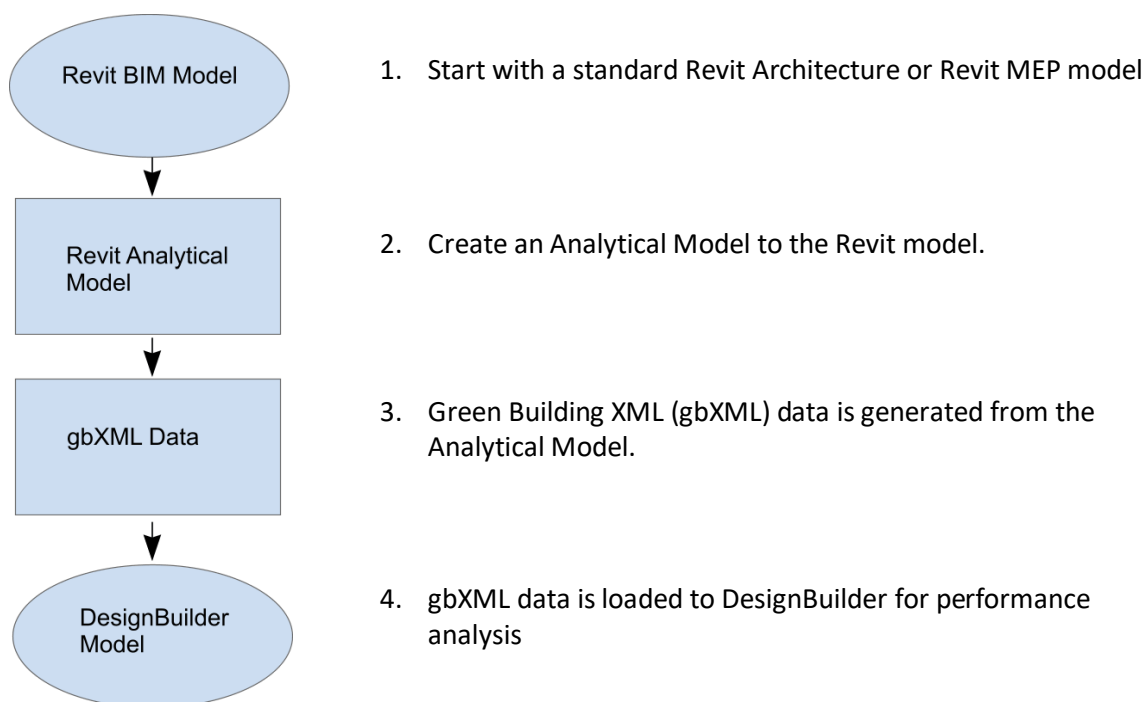 Revit BIM Model
1. Start with a standard Revit Architecture or Revit MEP model
Revit Analytical
Model
2. Create an Analytical Model to the Revit model.
gbXML Data
3. Green Building XML (gbXML) data is generated from the
Analytical Model.
DesignBuilder
Model
4. gbXML data is loaded to DesignBuilder for performance
analysis